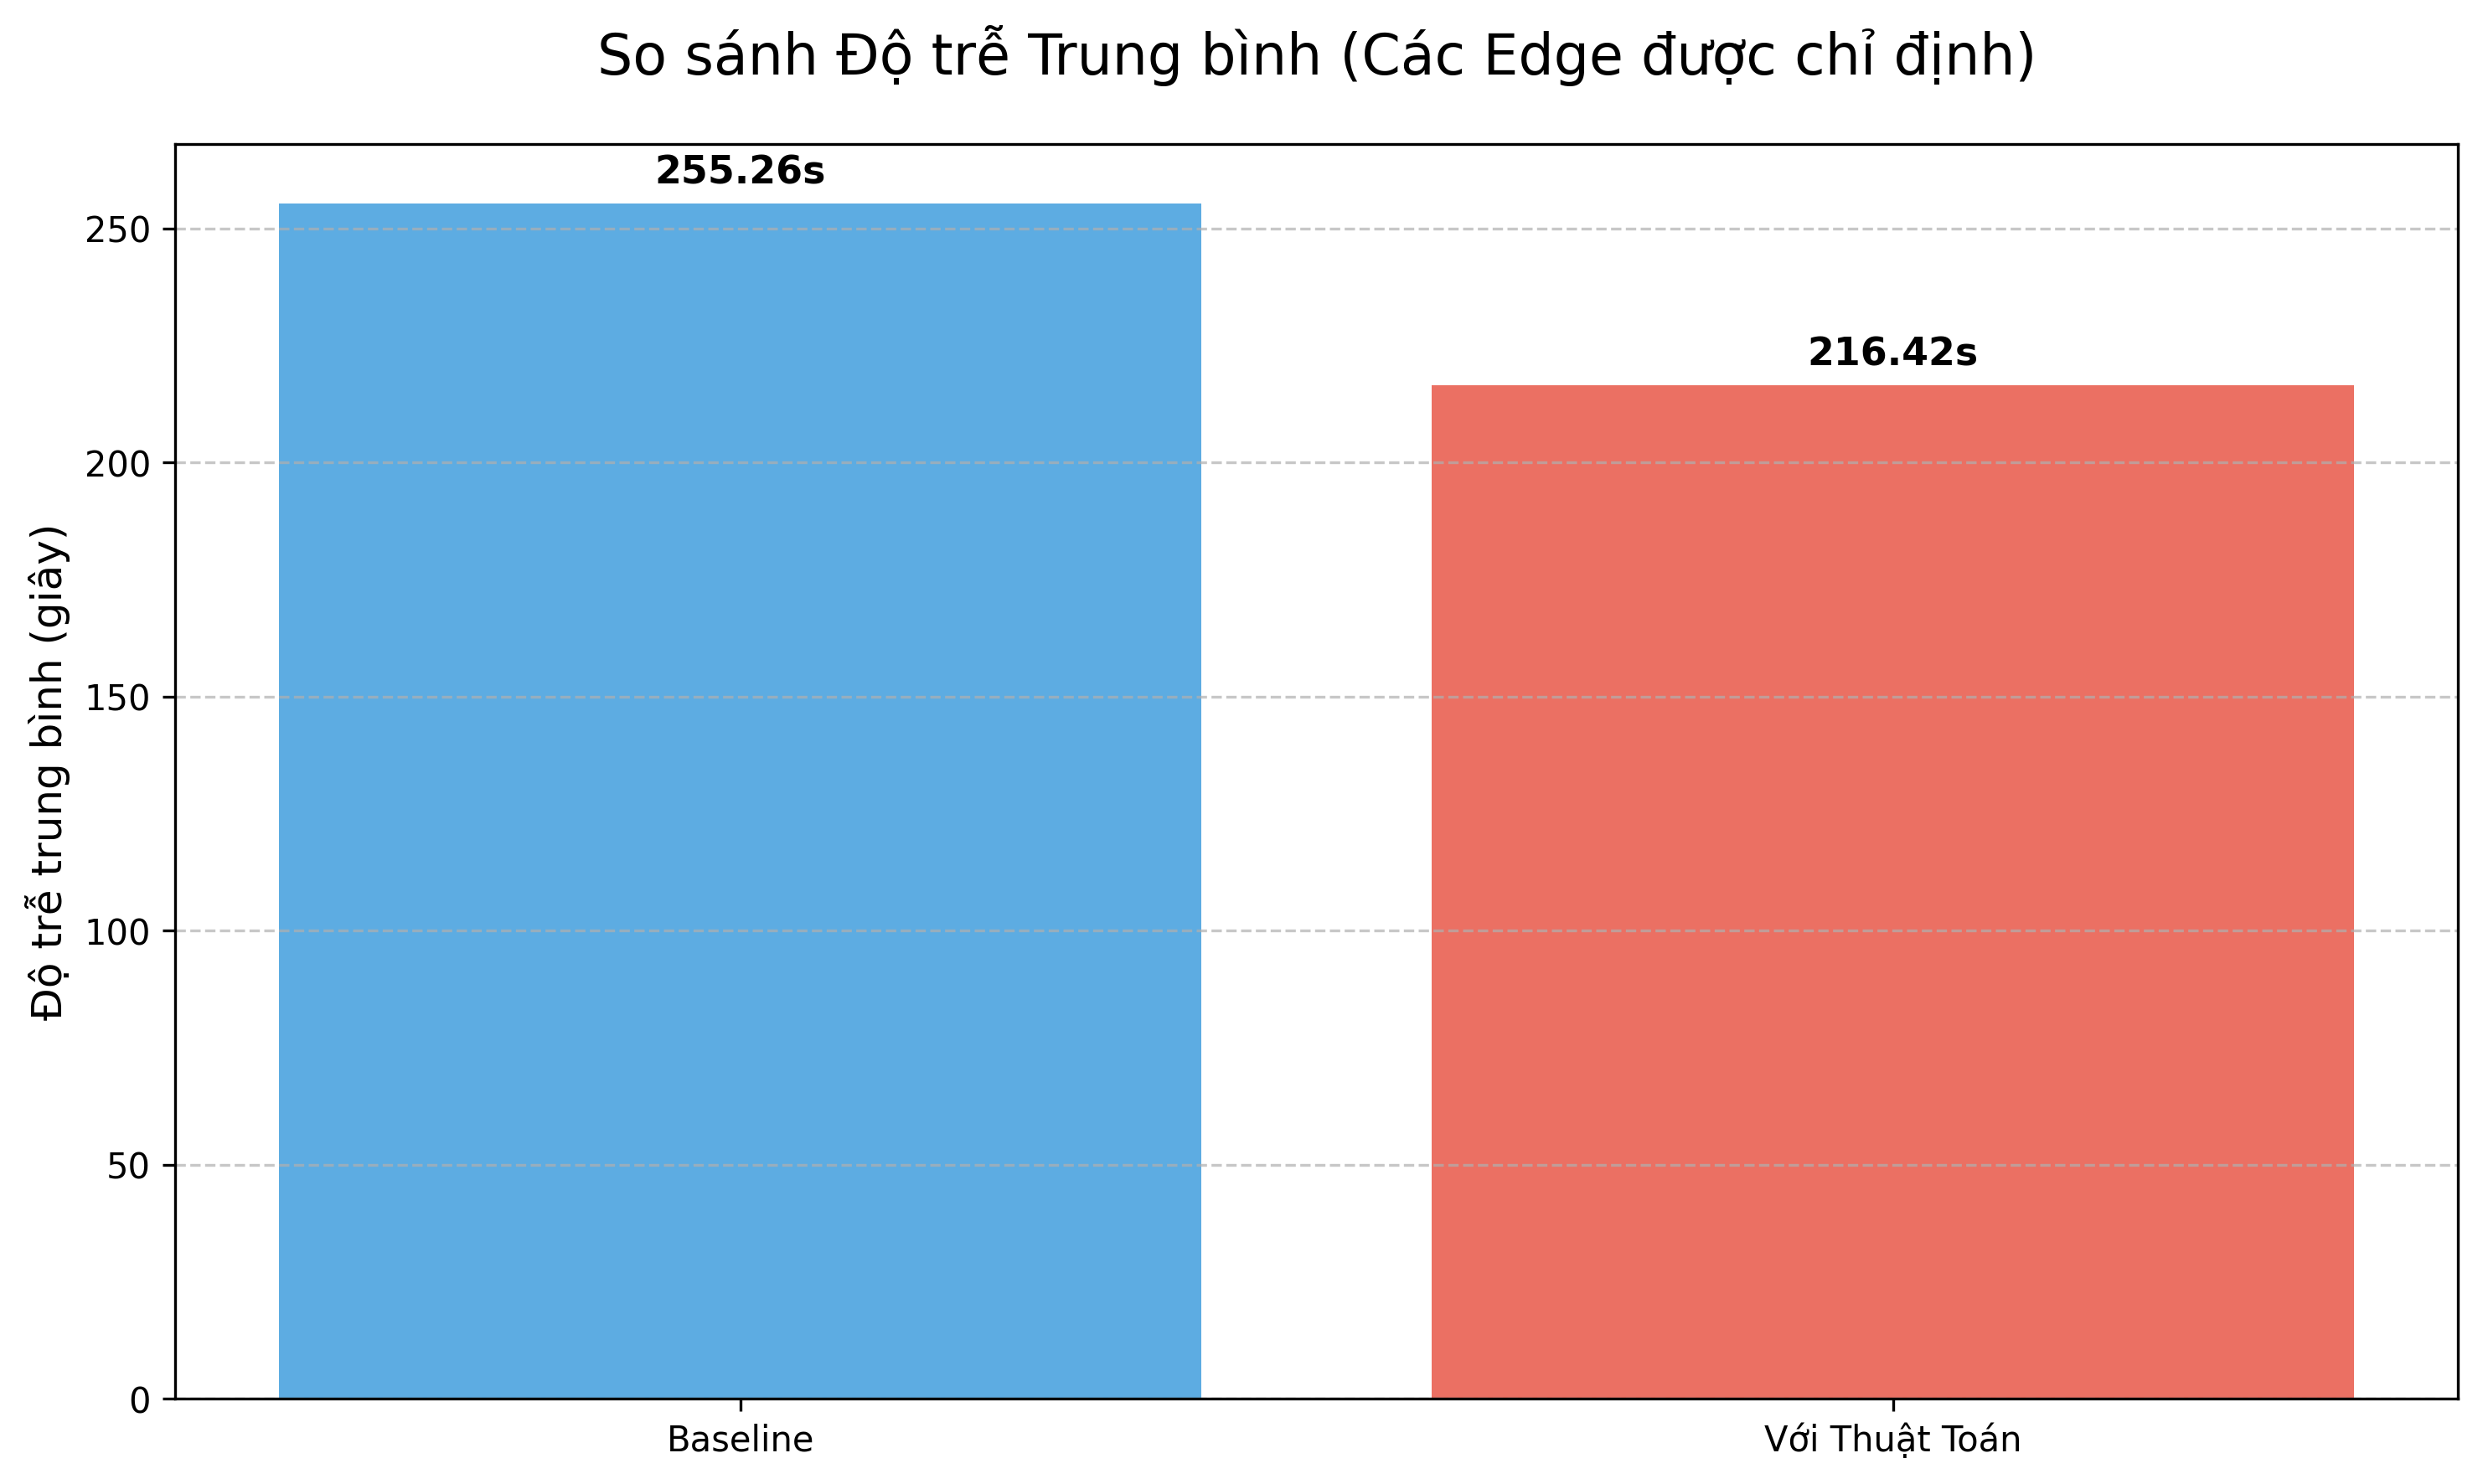 So sánh Độ trễ Trung bình (Các Edge được chỉ định)
255.26s
216.42s
250
200
150
100
50
0
Độ trễ trung bình (giây)
Baseline
Với Thuật Toán